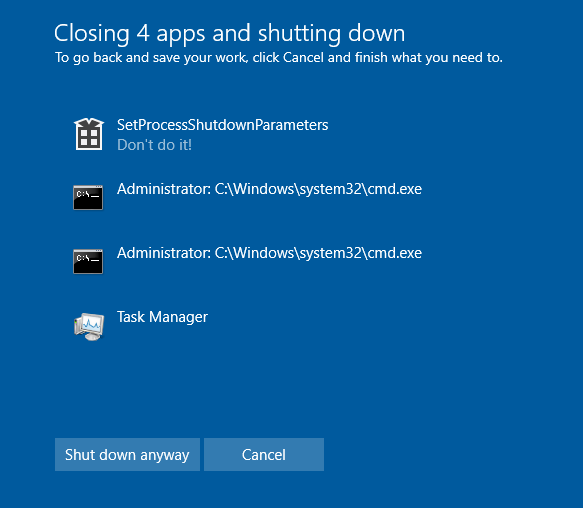 Closing 4 apps and shutting down
To go back and save your work, click Cancel and finish what you need to.
SetProcessShutdownParameters
Don't do it!
C:\_
Administrator: C:\Windows\system32\cmd.exe
C:\_
Administrator: C:\Windows\system32\cmd.exe
Task Manager
Shut down anyway
Cancel